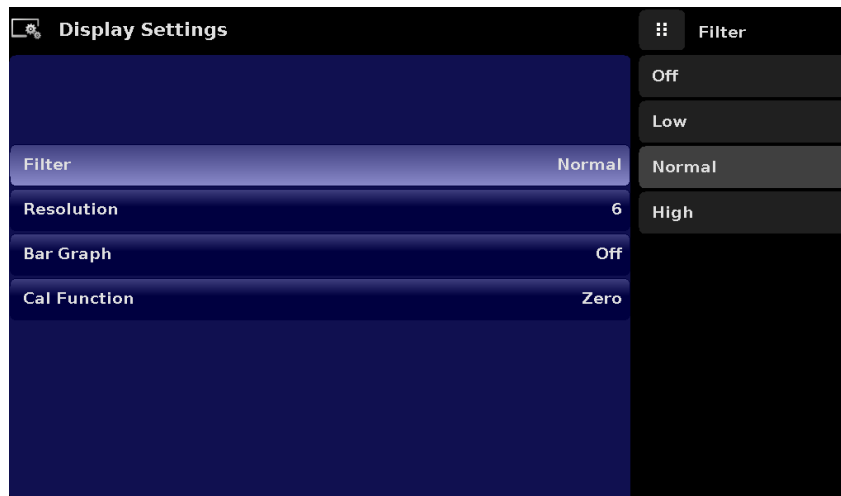 Display Settings
Filter Normal
Resolution 6
Bar Graph Off
Cal Function Zero
Filter
Off
Low
Normal
High